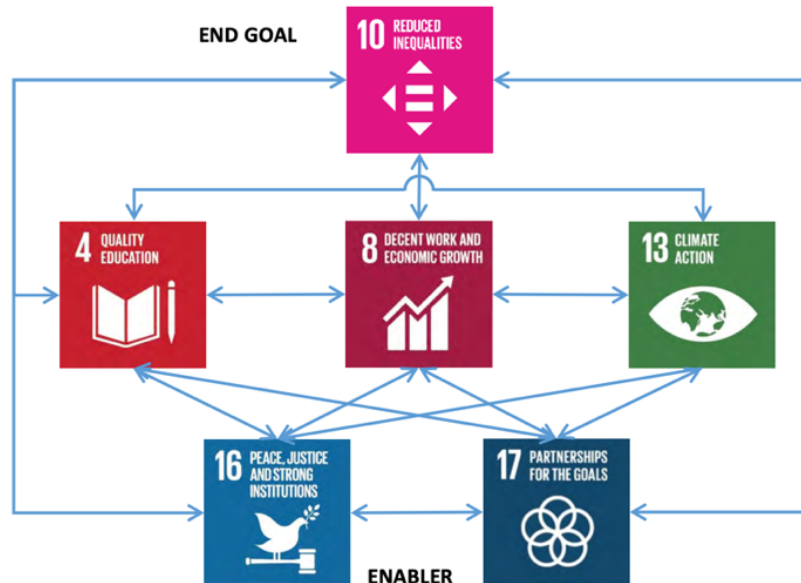 END GOAL
10 REDUCED
INEQUALITIES
4 QUALITY
EDUCATION
8 DECENT WORK AND
ECONOMIC GROWTH
13 CLIMATE
ACTION
16 PEACE, JUSTICE
AND STRONG
INSTITUTIONS
17 PARTNERSHIPS
FOR THE GOALS
ENABLER